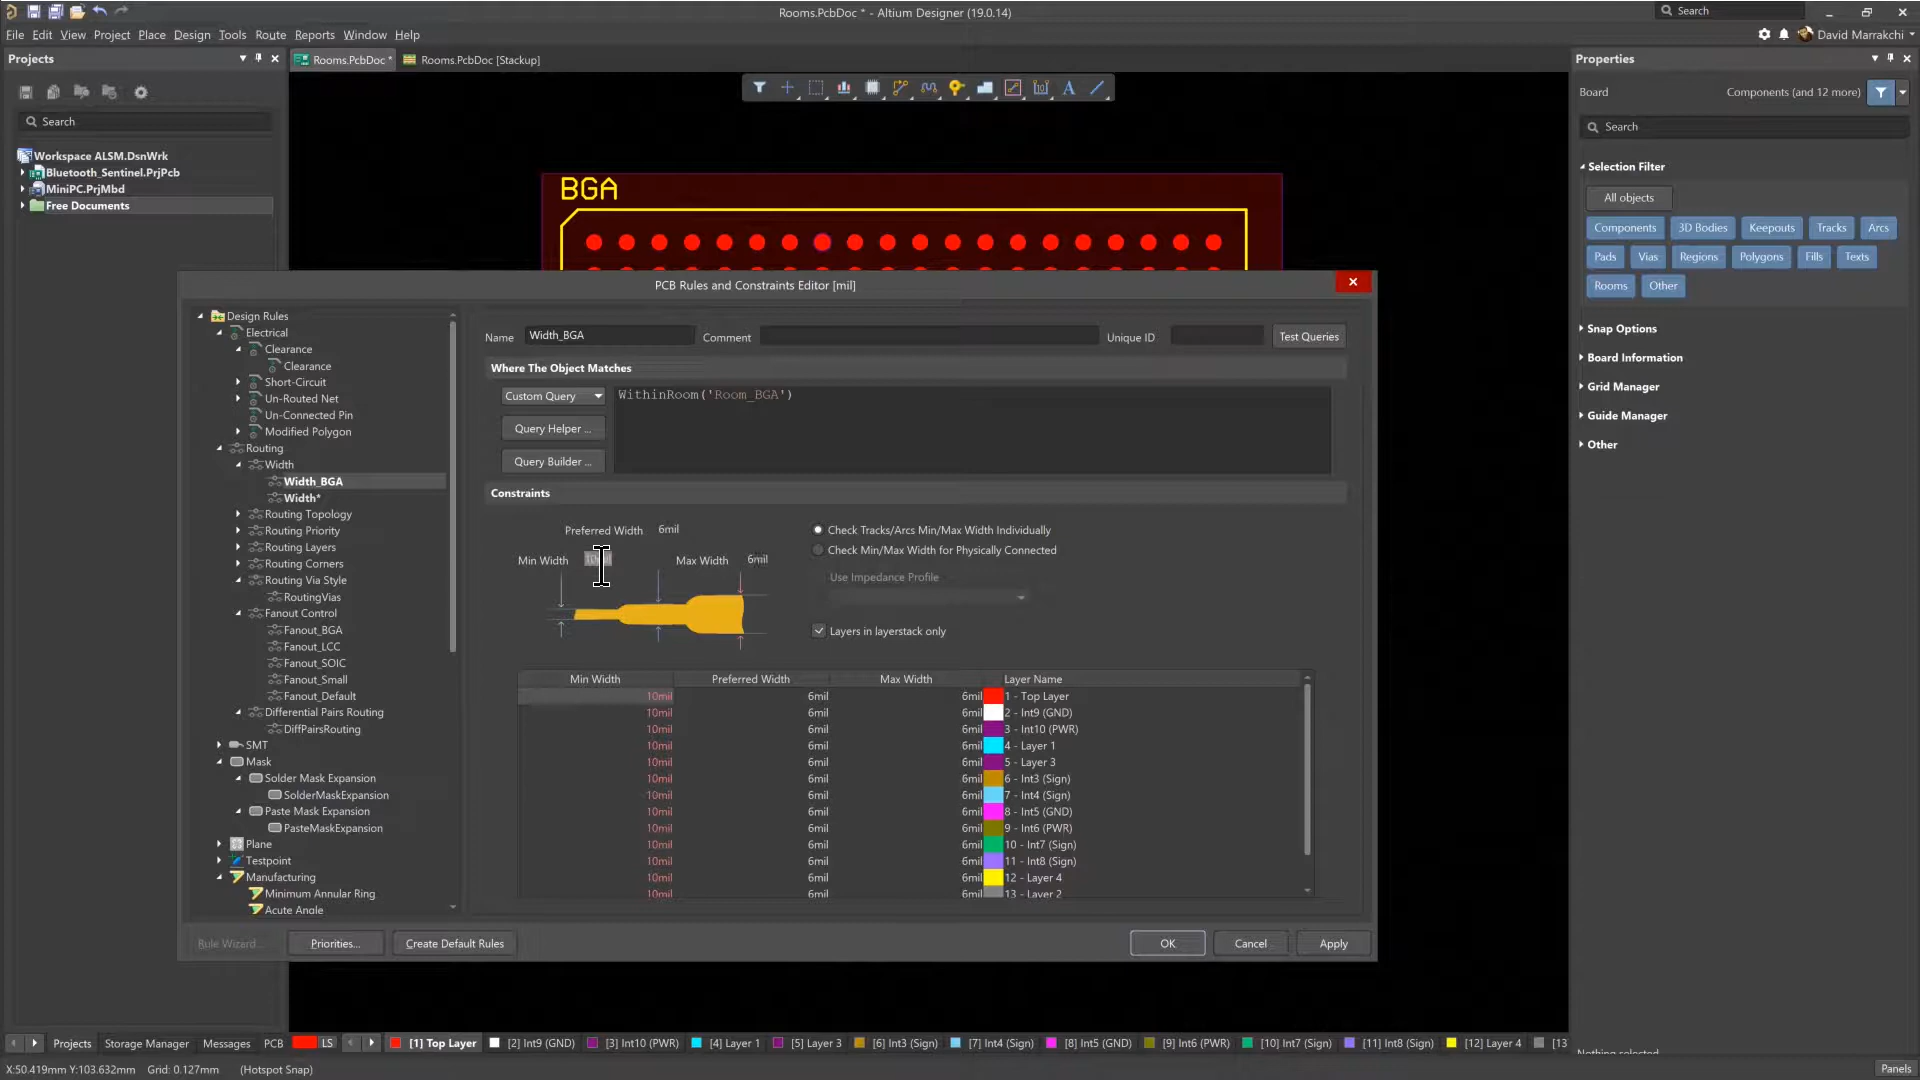 Rooms.PcbDoc * - Altium Designer (19.0.14)
Search
File Edit View Project Place Design Tools Route Reports Window Help
David Marrakchi
Projects
Rooms.PcbDoc *
Rooms.PcbDoc [Stackup]
Properties
Board
Components (and 12 more)
Search
Search
Workspace ALSM.DsnWrk
Bluetooth_Sentinel.PrjPcb
MiniPC.PrjMbd
Free Documents
Selection Filter
All objects
Components 3D Bodies Keepouts Tracks Arcs
Pads Vias Regions Polygons Fills Texts
Rooms Other
Snap Options
Board Information
Grid Manager
Guide Manager
Other
BGA
PCB Rules and Constraints Editor [mil]
Design Rules
Electrical
Clearance
Clearance
Short-Circuit
Un-Routed Net
Un-Connected Pin
Modified Polygon
Routing
Width
Width_BGA
Width*
Routing Topology
Routing Priority
Routing Layers
Routing Corners
Routing Via Style
RoutingVias
Fanout Control
Fanout_BGA
Fanout_LCC
Fanout_SOIC
Fanout_Small
Fanout_Default
Differential Pairs Routing
DiffPairsRouting
SMT
Mask
Solder Mask Expansion
SolderMaskExpansion
Paste Mask Expansion
PasteMaskExpansion
Plane
Testpoint
Manufacturing
Minimum Annular Ring
Acute Angle
Name Width_BGA Comment Unique ID Test Queries
Where The Object Matches
Custom Query WithinRoom('Room_BGA')
Query Helper ...
Query Builder ...
Constraints
Preferred Width 6mil
Min Width Max Width 6mil
Check Tracks/Arcs Min/Max Width Individually
Check Min/Max Width for Physically Connected
Use Impedance Profile
Layers in layerstack only
Min Width Preferred Width Max Width Layer Name
10mil 6mil 6mil 1 - Top Layer
10mil 6mil 6mil 2 - Int9 (GND)
10mil 6mil 6mil 3 - Int10 (PWR)
10mil 6mil 6mil 4 - Layer 1
10mil 6mil 6mil 5 - Layer 3
10mil 6mil 6mil 6 - Int3 (Sign)
10mil 6mil 6mil 7 - Int4 (Sign)
10mil 6mil 6mil 8 - Int5 (GND)
10mil 6mil 6mil 9 - Int6 (PWR)
10mil 6mil 6mil 10 - Int7 (Sign)
10mil 6mil 6mil 11 - Int8 (Sign)
10mil 6mil 6mil 12 - Layer 4
10mil 6mil 6mil 13 - Layer 2
Rule Wizard... Priorities... Create Default Rules OK Cancel Apply
Projects Storage Manager Messages PCB LS [1] Top Layer [2] Int9 (GND) [3] Int10 (PWR) [4] Layer 1 [5] Layer 3 [6] Int3 (Sign) [7] Int4 (Sign) [8] Int5 (GND) [9] Int6 (PWR) [10] Int7 (Sign) [11] Int8 (Sign) [12] Layer 4 [13
Nothing selected
X:50.419mm Y:103.632mm Grid: 0.127mm (Hotspot Snap)
Panels